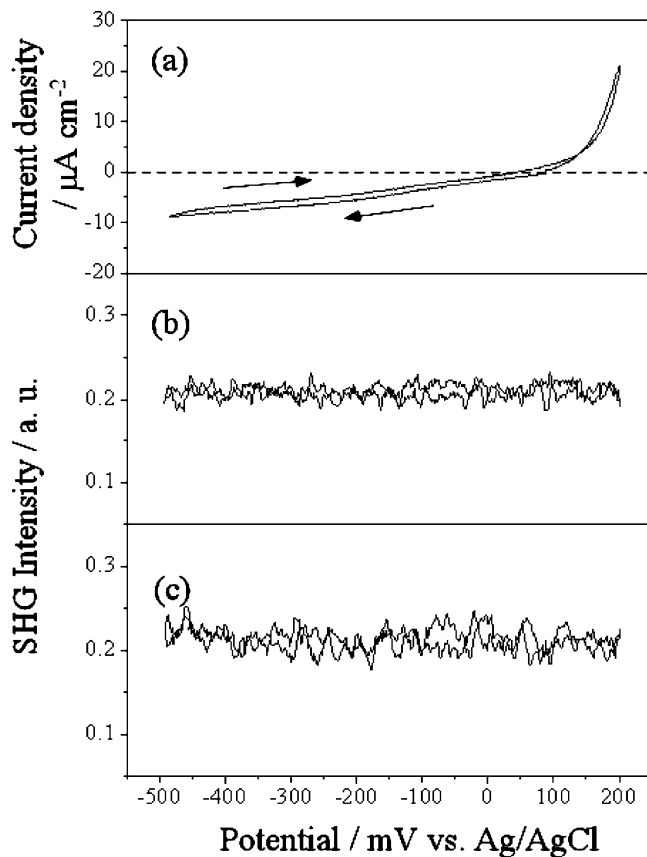 (a)
Current density
/ μA cm⁻²
30
20
10
0
-10
-20
(b)
0.3
0.2
0.1
(c)
0.3
0.2
0.1
SHG Intensity / a. u.
-500 -400 -300 -200 -100 0 100 200
Potential / mV vs. Ag/AgCl